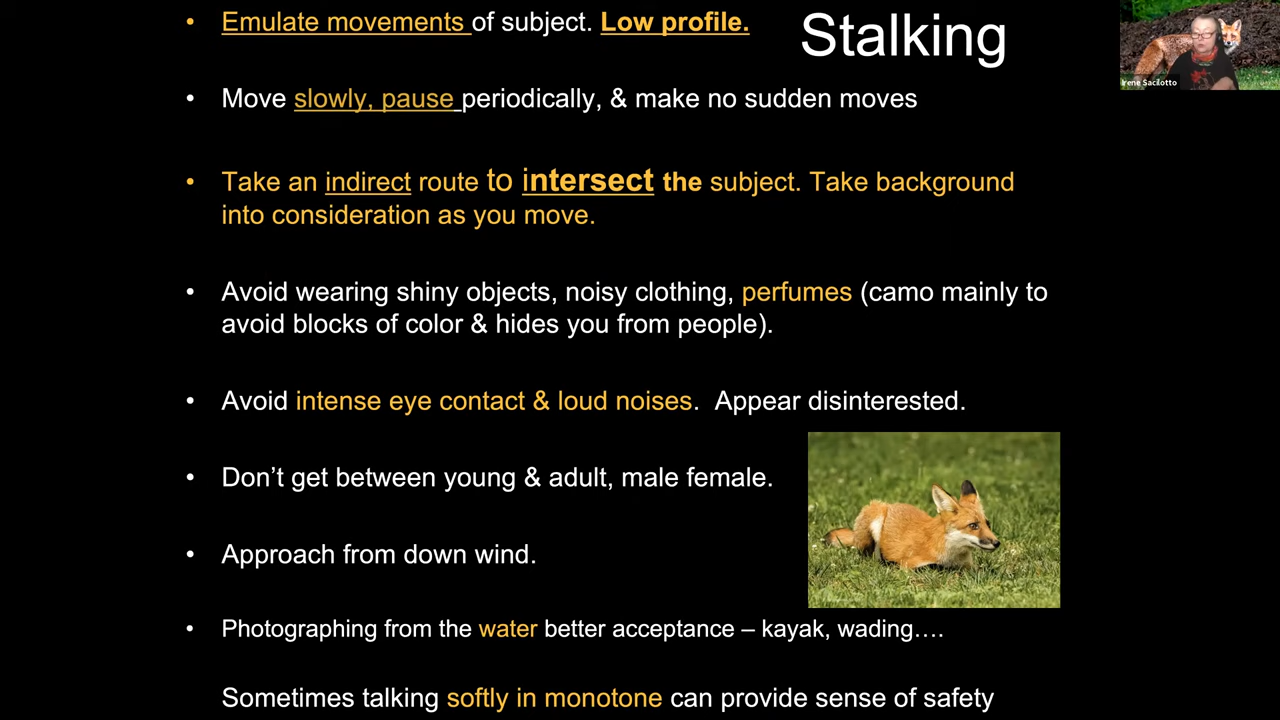 Stalking
• Emulate movements of subject. Low profile.
• Move slowly, pause periodically, & make no sudden moves
• Take an indirect route to intersect the subject. Take background
into consideration as you move.
• Avoid wearing shiny objects, noisy clothing, perfumes (camo mainly to
avoid blocks of color & hides you from people).
• Avoid intense eye contact & loud noises.  Appear disinterested.
• Don’t get between young & adult, male female.
• Approach from down wind.
• Photographing from the water better acceptance – kayak, wading….
Sometimes talking softly in monotone can provide sense of safety
Irene Sacilotto